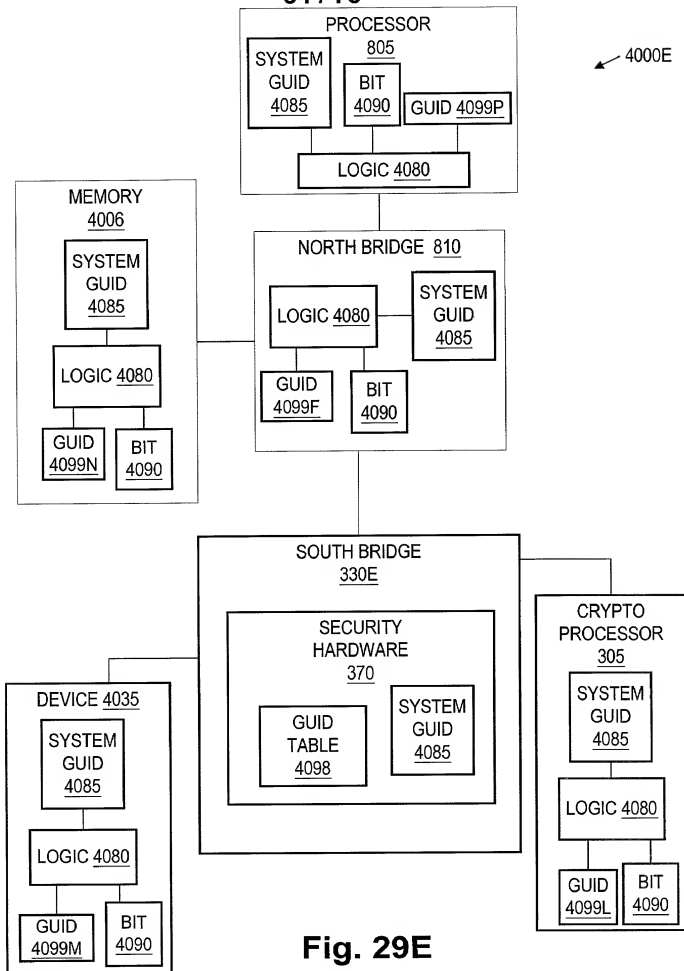 PROCESSOR
805
SYSTEM
GUID
4085
BIT
4090
GUID 4099P
LOGIC 4080
4000E
MEMORY
4006
SYSTEM
GUID
4085
LOGIC 4080
GUID
4099N
BIT
4090
NORTH BRIDGE 810
LOGIC 4080
SYSTEM
GUID
4085
GUID
4099F
BIT
4090
SOUTH BRIDGE
330E
SECURITY
HARDWARE
370
GUID
TABLE
4098
SYSTEM
GUID
4085
CRYPTO
PROCESSOR
305
SYSTEM
GUID
4085
LOGIC 4080
GUID
4099L
BIT
4090
DEVICE 4035
SYSTEM
GUID
4085
LOGIC 4080
GUID
4099M
BIT
4090
Fig. 29E